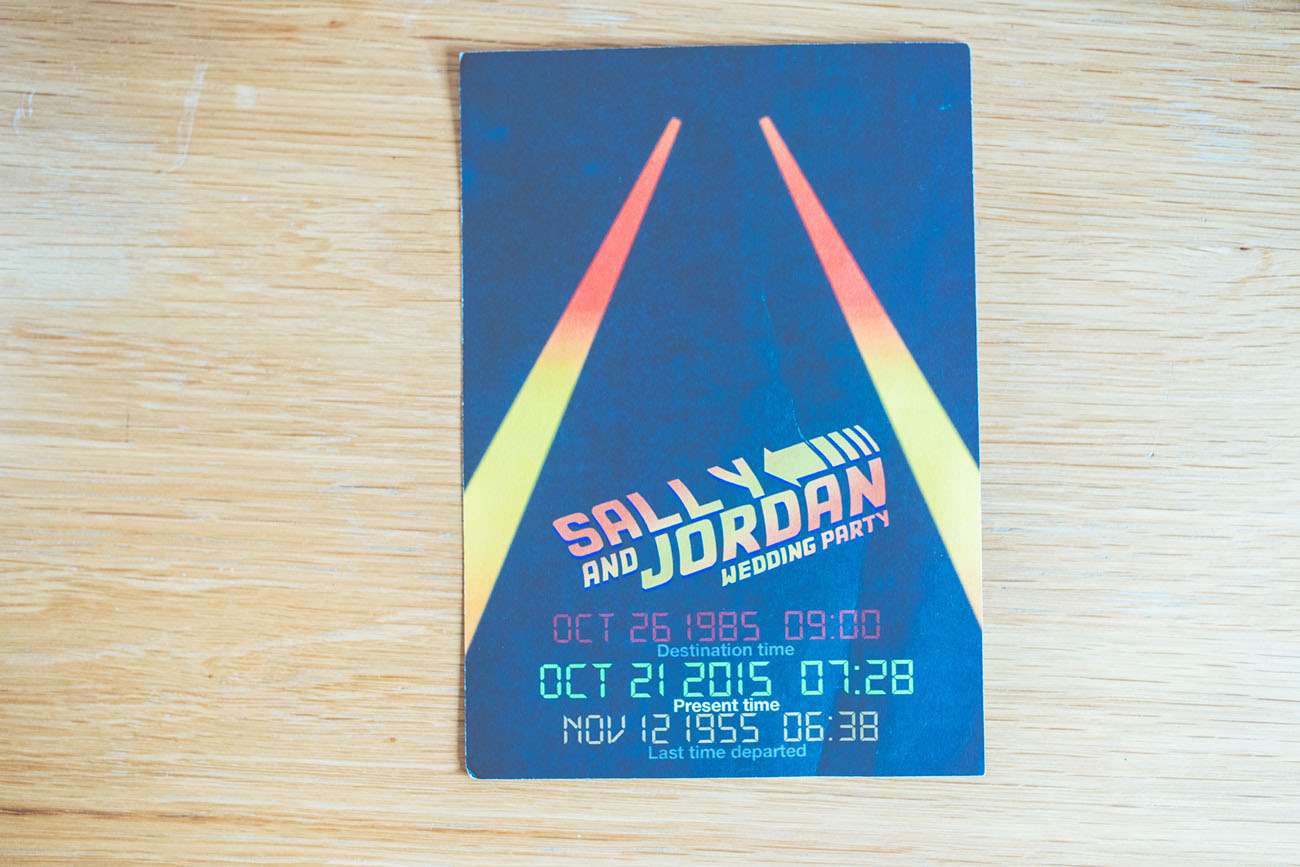 SALLY
AND JORDAN
WEDDING PARTY
OCT 26 1985 09:00
Destination time
OCT 21 2015 07:28
Present time
NOV 12 1955 06:38
Last time departed